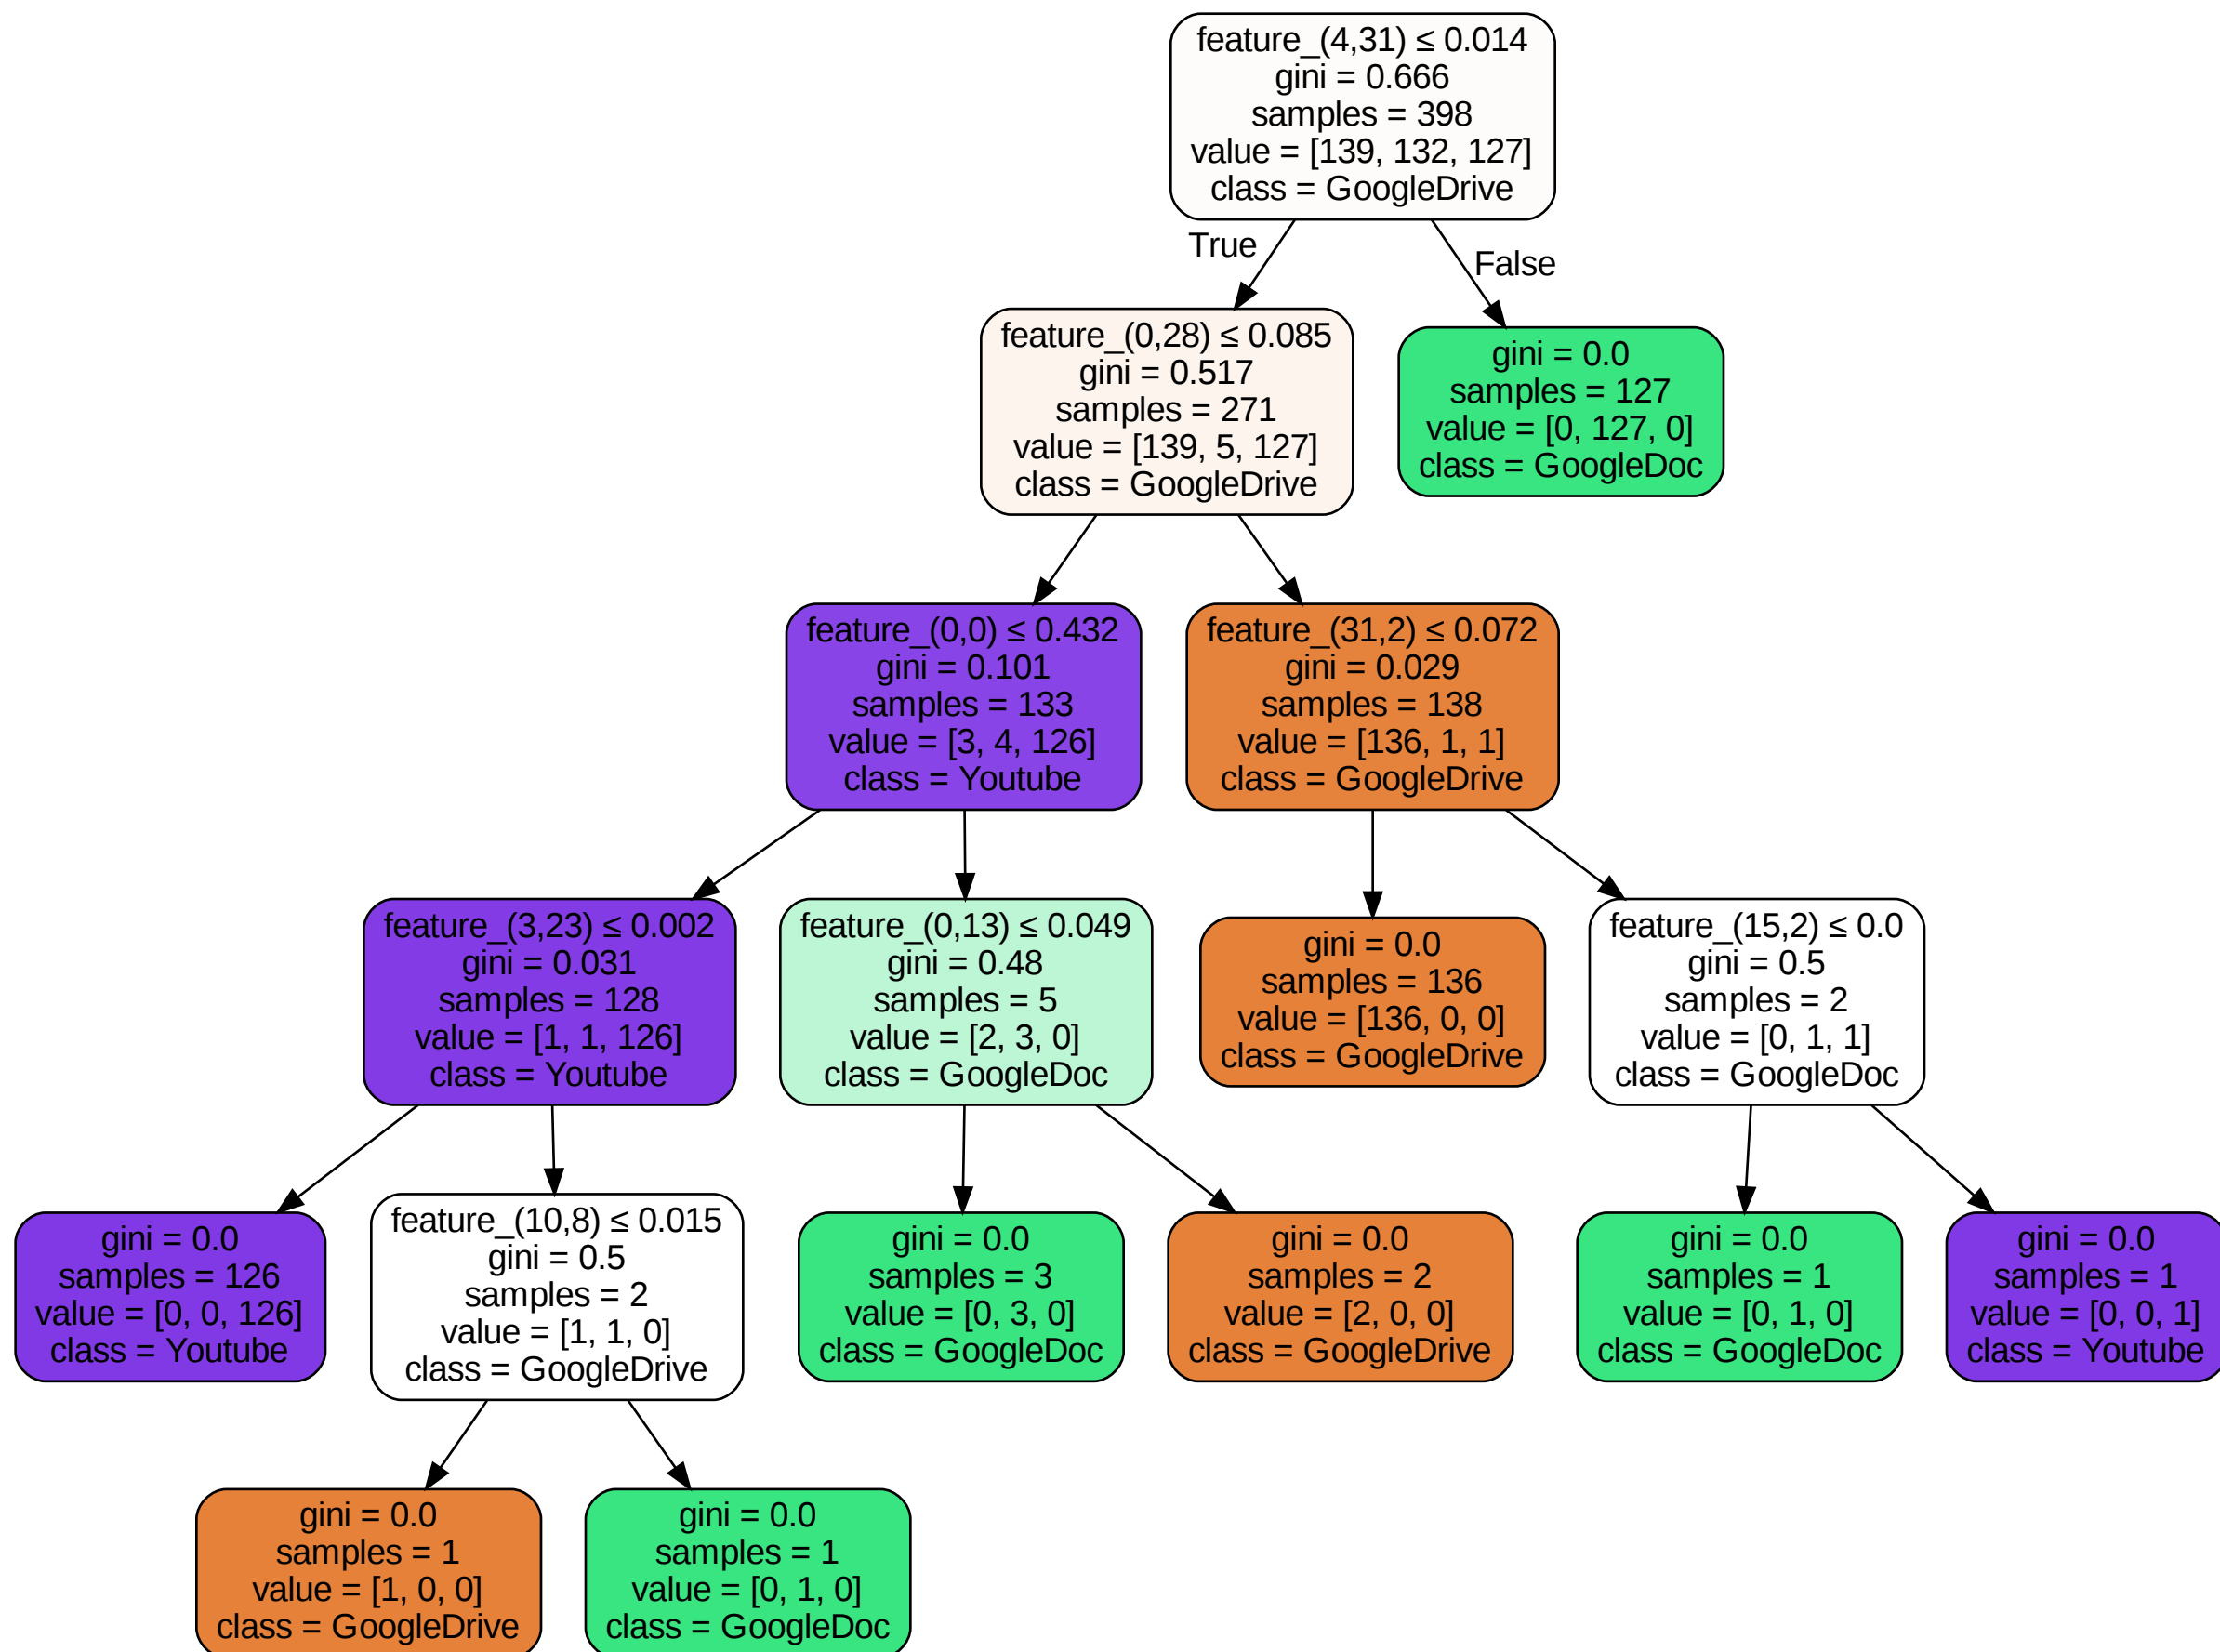 feature_(4,31) ≤ 0.014
gini = 0.666
samples = 398
value = [139, 132, 127]
class = GoogleDrive
True
False
feature_(0,28) ≤ 0.085
gini = 0.517
samples = 271
value = [139, 5, 127]
class = GoogleDrive
gini = 0.0
samples = 127
value = [0, 127, 0]
class = GoogleDoc
feature_(0,0) ≤ 0.432
gini = 0.101
samples = 133
value = [3, 4, 126]
class = Youtube
feature_(31,2) ≤ 0.072
gini = 0.029
samples = 138
value = [136, 1, 1]
class = GoogleDrive
feature_(3,23) ≤ 0.002
gini = 0.031
samples = 128
value = [1, 1, 126]
class = Youtube
feature_(0,13) ≤ 0.049
gini = 0.48
samples = 5
value = [2, 3, 0]
class = GoogleDoc
gini = 0.0
samples = 136
value = [136, 0, 0]
class = GoogleDrive
feature_(15,2) ≤ 0.0
gini = 0.5
samples = 2
value = [0, 1, 1]
class = GoogleDoc
gini = 0.0
samples = 126
value = [0, 0, 126]
class = Youtube
feature_(10,8) ≤ 0.015
gini = 0.5
samples = 2
value = [1, 1, 0]
class = GoogleDrive
gini = 0.0
samples = 3
value = [0, 3, 0]
class = GoogleDoc
gini = 0.0
samples = 2
value = [2, 0, 0]
class = GoogleDrive
gini = 0.0
samples = 1
value = [0, 1, 0]
class = GoogleDoc
gini = 0.0
samples = 1
value = [0, 0, 1]
class = Youtube
gini = 0.0
samples = 1
value = [1, 0, 0]
class = GoogleDrive
gini = 0.0
samples = 1
value = [0, 1, 0]
class = GoogleDoc